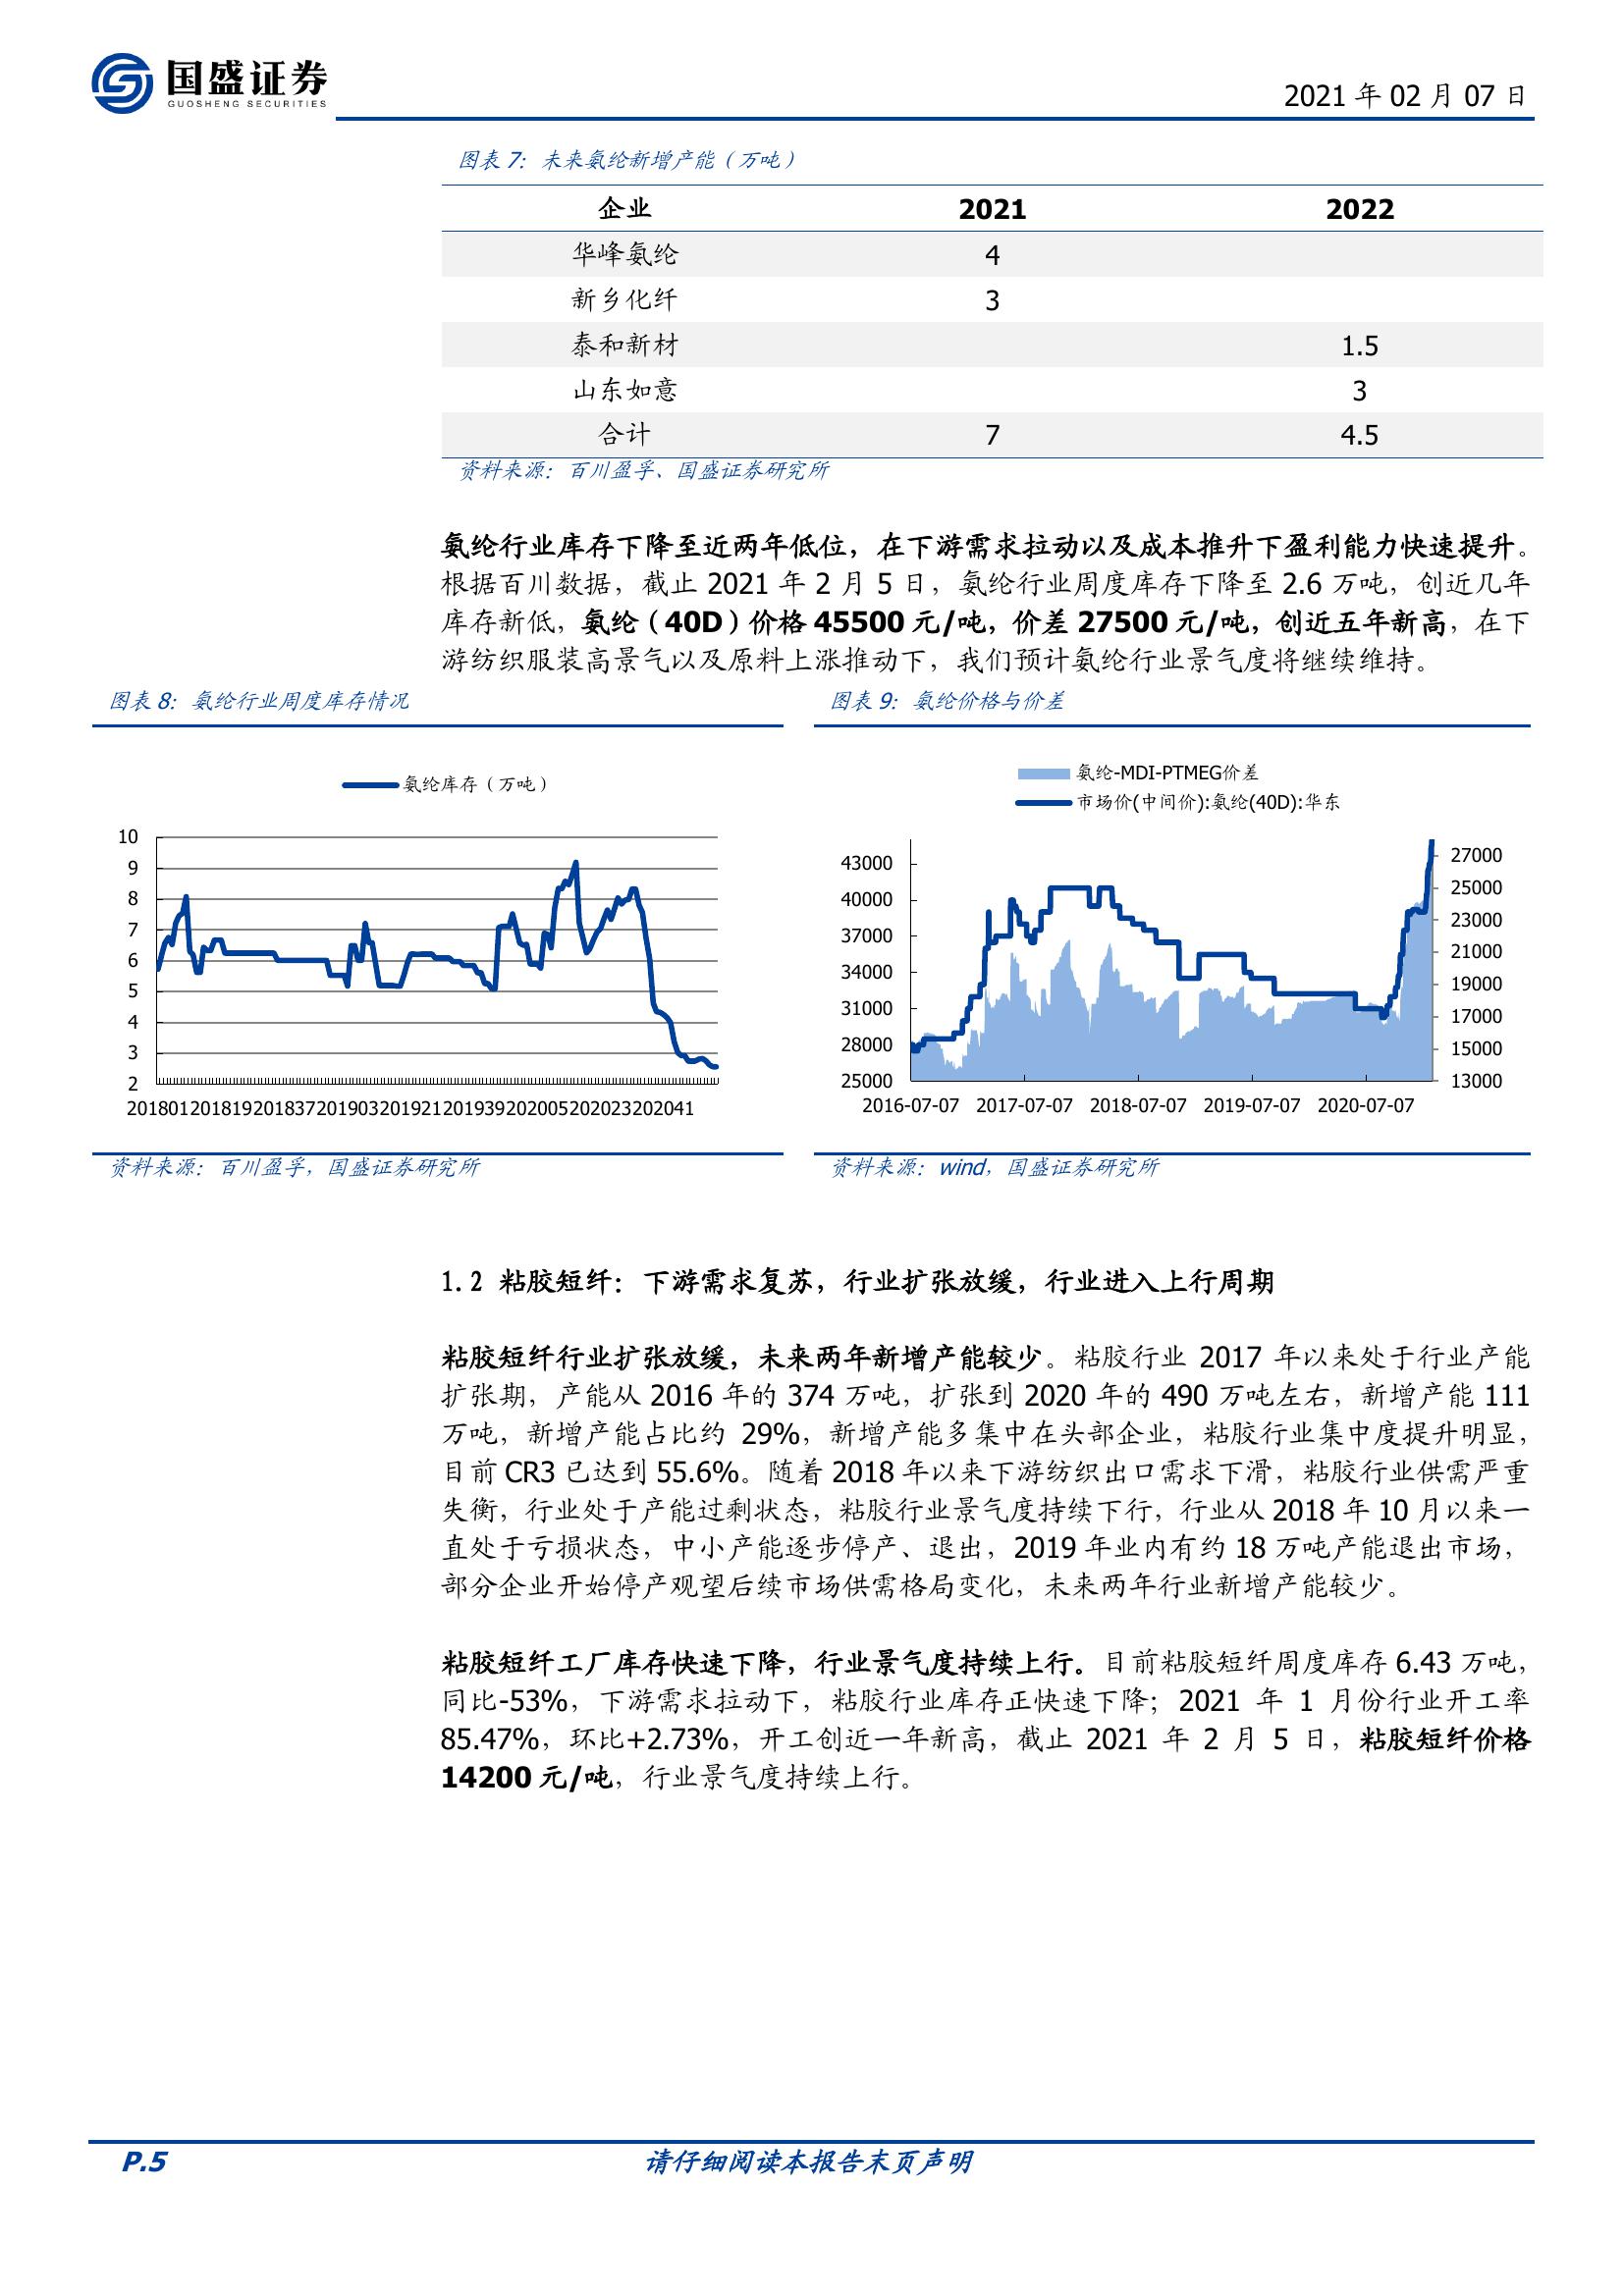 国盛证券
GUOSHENG SECURITIES
2021 年 02 月 07 日
图表 7：未来氨纶新增产能（万吨）
企业 2021 2022
华峰氨纶 4
新乡化纤 3
泰和新材 1.5
山东如意 3
合计 7 4.5
资料来源：百川盈孚、国盛证券研究所
氨纶行业库存下降至近两年低位，在下游需求拉动以及成本推升下盈利能力快速提升。
根据百川数据，截止 2021 年 2 月 5 日，氨纶行业周度库存下降至 2.6 万吨，创近几年
库存新低，氨纶（40D）价格 45500 元/吨，价差 27500 元/吨，创近五年新高，在下
游纺织服装高景气以及原料上涨推动下，我们预计氨纶行业景气度将继续维持。
图表 8：氨纶行业周度库存情况
氨纶库存（万吨）
10
9
8
7
6
5
4
3
2
201801 201819 201837 201903 201921 201939 202005 202023 202041
资料来源：百川盈孚，国盛证券研究所
图表 9：氨纶价格与价差
氨纶-MDI-PTMEG价差
市场价(中间价):氨纶(40D):华东
43000
40000
37000
34000
31000
28000
25000
27000
25000
23000
21000
19000
17000
15000
13000
2016-07-07 2017-07-07 2018-07-07 2019-07-07 2020-07-07
资料来源：wind，国盛证券研究所
1.2 粘胶短纤：下游需求复苏，行业扩张放缓，行业进入上行周期
粘胶短纤行业扩张放缓，未来两年新增产能较少。粘胶行业 2017 年以来处于行业产能
扩张期，产能从 2016 年的 374 万吨，扩张到 2020 年的 490 万吨左右，新增产能 111
万吨，新增产能占比约 29%，新增产能多集中在头部企业，粘胶行业集中度提升明显，
目前 CR3 已达到 55.6%。随着 2018 年以来下游纺织出口需求下滑，粘胶行业供需严重
失衡，行业处于产能过剩状态，粘胶行业景气度持续下行，行业从 2018 年 10 月以来一
直处于亏损状态，中小产能逐步停产、退出，2019 年业内有约 18 万吨产能退出市场，
部分企业开始停产观望后续市场供需格局变化，未来两年行业新增产能较少。
粘胶短纤工厂库存快速下降，行业景气度持续上行。目前粘胶短纤周度库存 6.43 万吨，
同比-53%，下游需求拉动下，粘胶行业库存正快速下降；2021 年 1 月份行业开工率
85.47%，环比+2.73%，开工创近一年新高，截止 2021 年 2 月 5 日，粘胶短纤价格
14200 元/吨，行业景气度持续上行。
P.5
请仔细阅读本报告末页声明